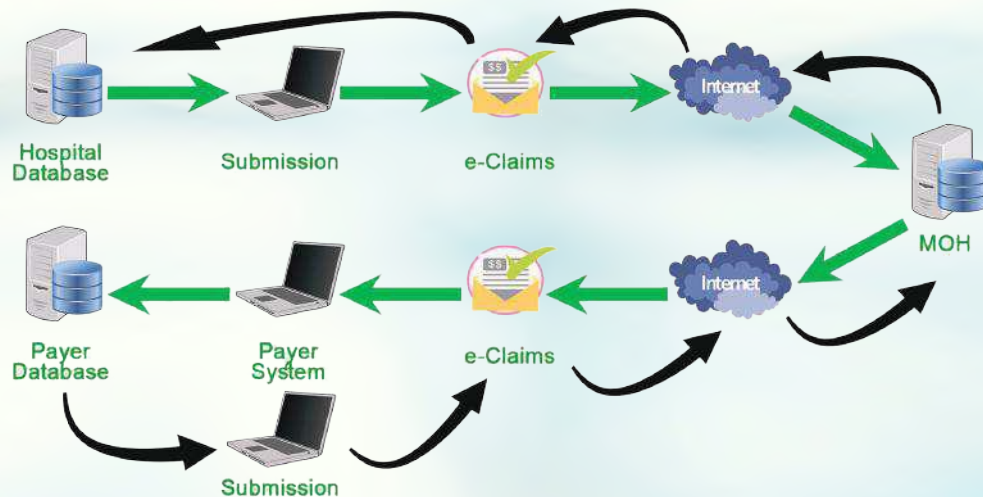 $$
Internet
Hospital
Database
Submission
e-Claims
MOH
$$
Internet
Payer
Database
Payer
System
e-Claims
Submission